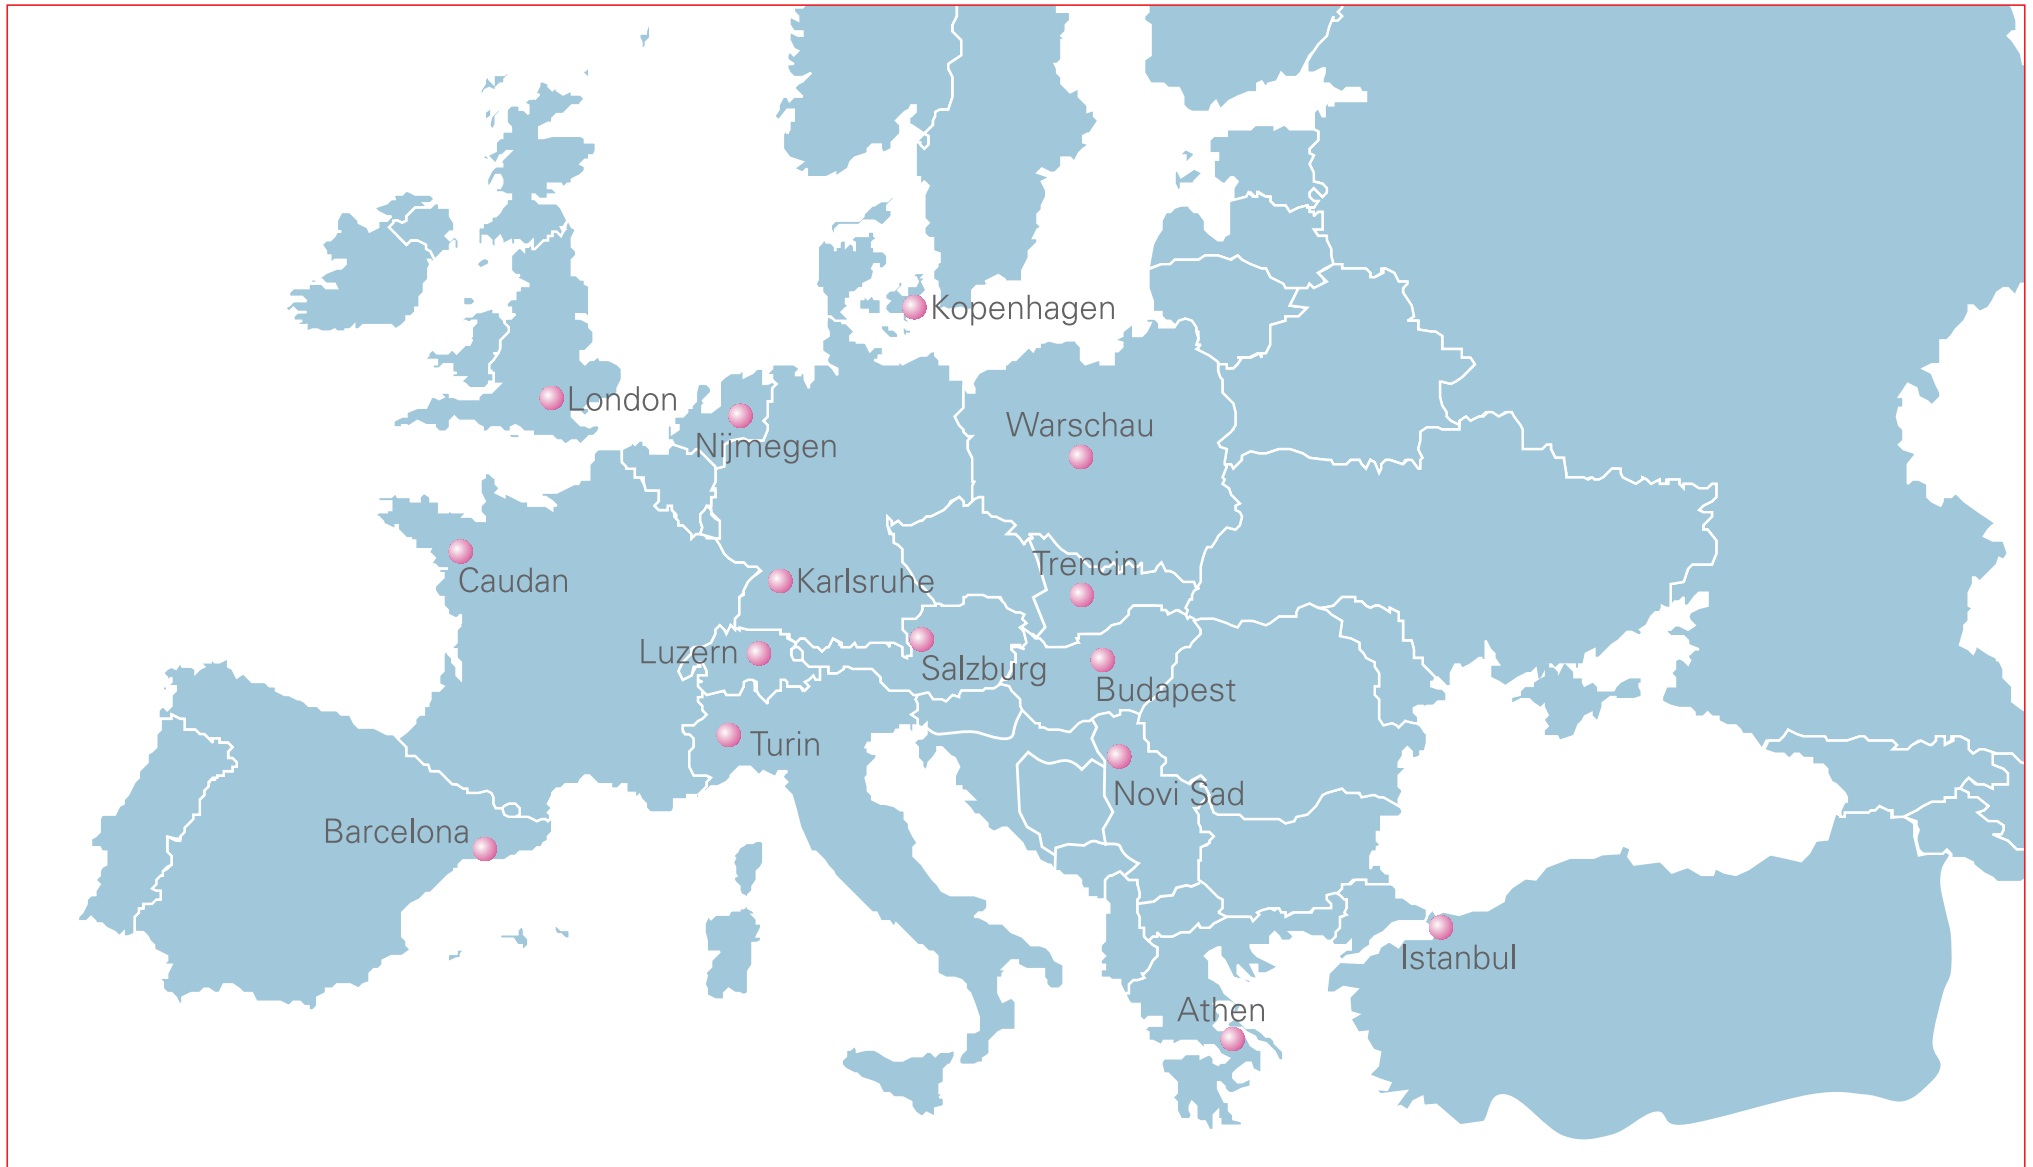 Kopenhagen
London
Warschau
Nijmegen
Trencin
Caudan
Karlsruhe
Luzern
Salzburg
Budapest
Turin
Novi Sad
Barcelona
Istanbul
Athen